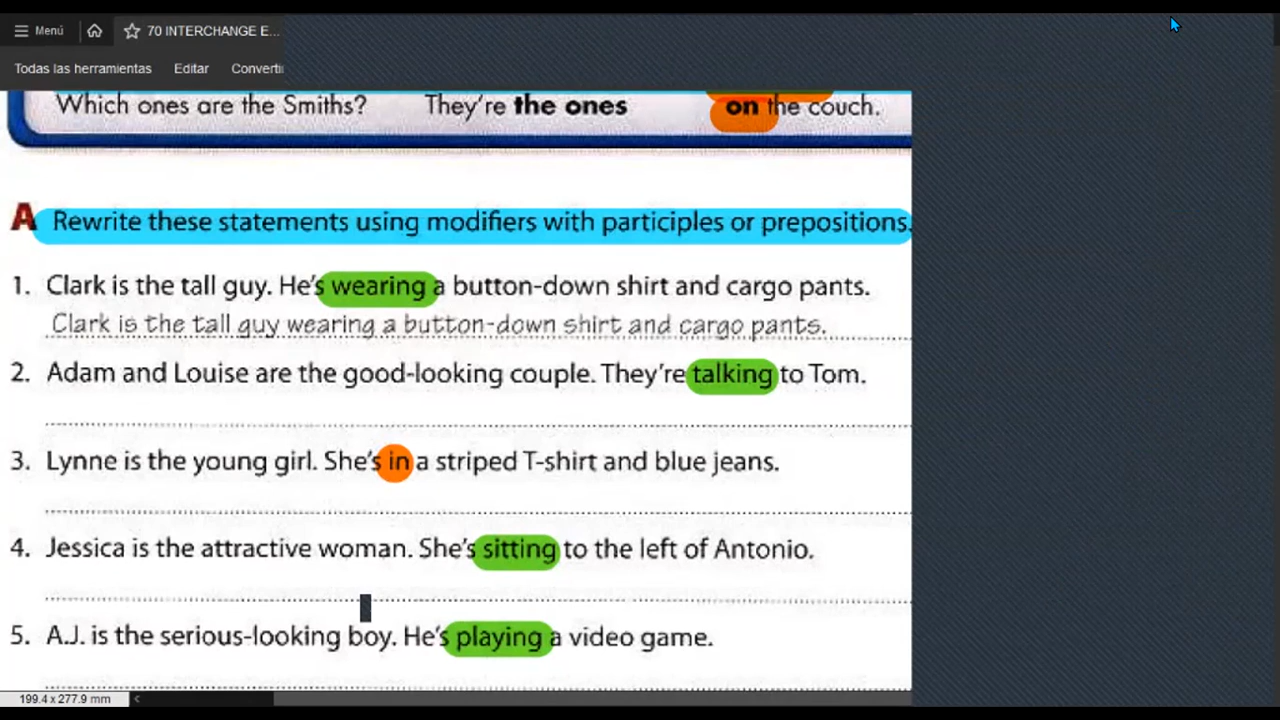 Menú
70 INTERCHANGE E...
Todas las herramientas Editar
Which ones are the Smiths? They're the ones on the couch.
A Rewrite these statements using modifiers with participles or prepositions.
1. Clark is the tall guy. He's wearing a button-down shirt and cargo pants.
Clark is the tall guy wearing a button-down shirt and cargo pants.
2. Adam and Louise are the good-looking couple. They're talking to Tom.
3. Lynne is the young girl. She's in a striped T-shirt and blue jeans.
4. Jessica is the attractive woman. She's sitting to the left of Antonio.
5. A.J. is the serious-looking boy. He's playing a video game.
199.4 x 277.9 mm